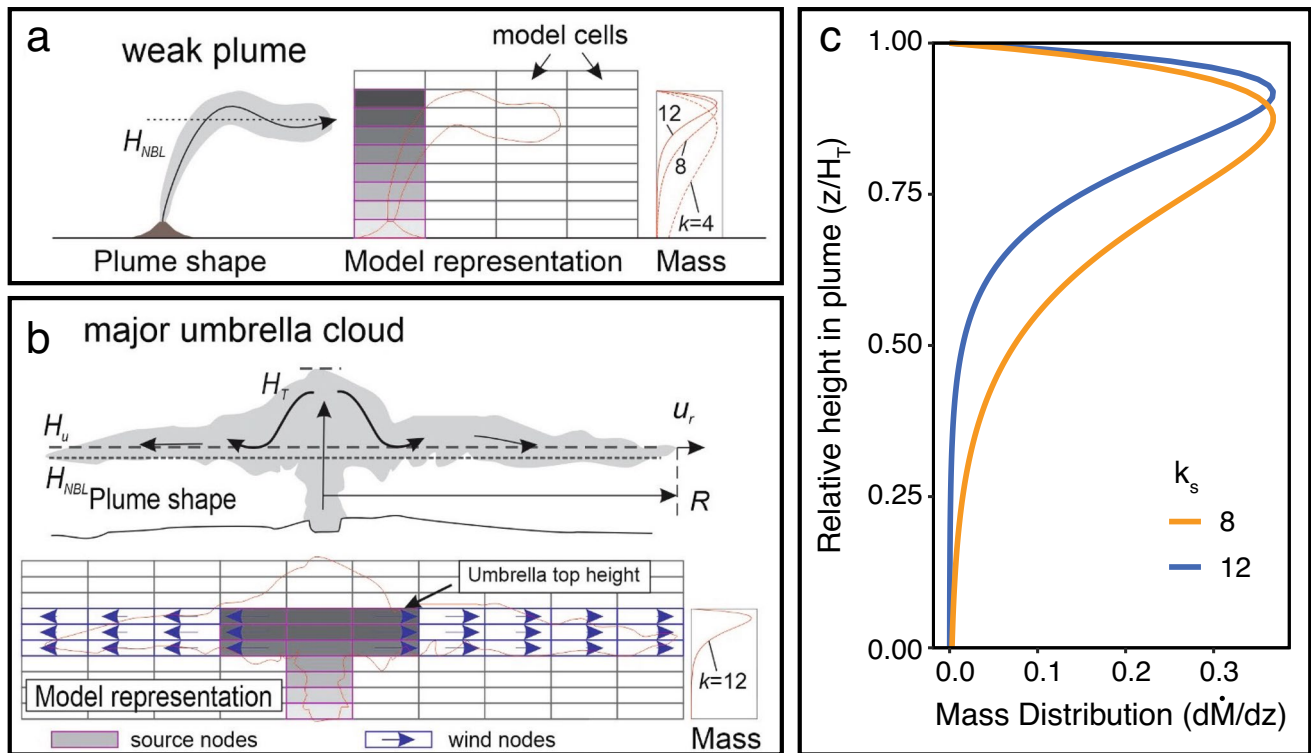 a
weak plume
model cells
H_NBL
12
8
k=4
Plume shape
Model representation
Mass
b
major umbrella cloud
H_T
H_u
u_r
H_NBL
Plume shape
R
Umbrella top height
Model representation
k=12
source nodes
wind nodes
Mass
c
Relative height in plume (z/H_T)
1.00
0.75
0.50
0.25
0.00
k_s
8
12
0.0 0.1 0.2 0.3
Mass Distribution (dṀ/dz)